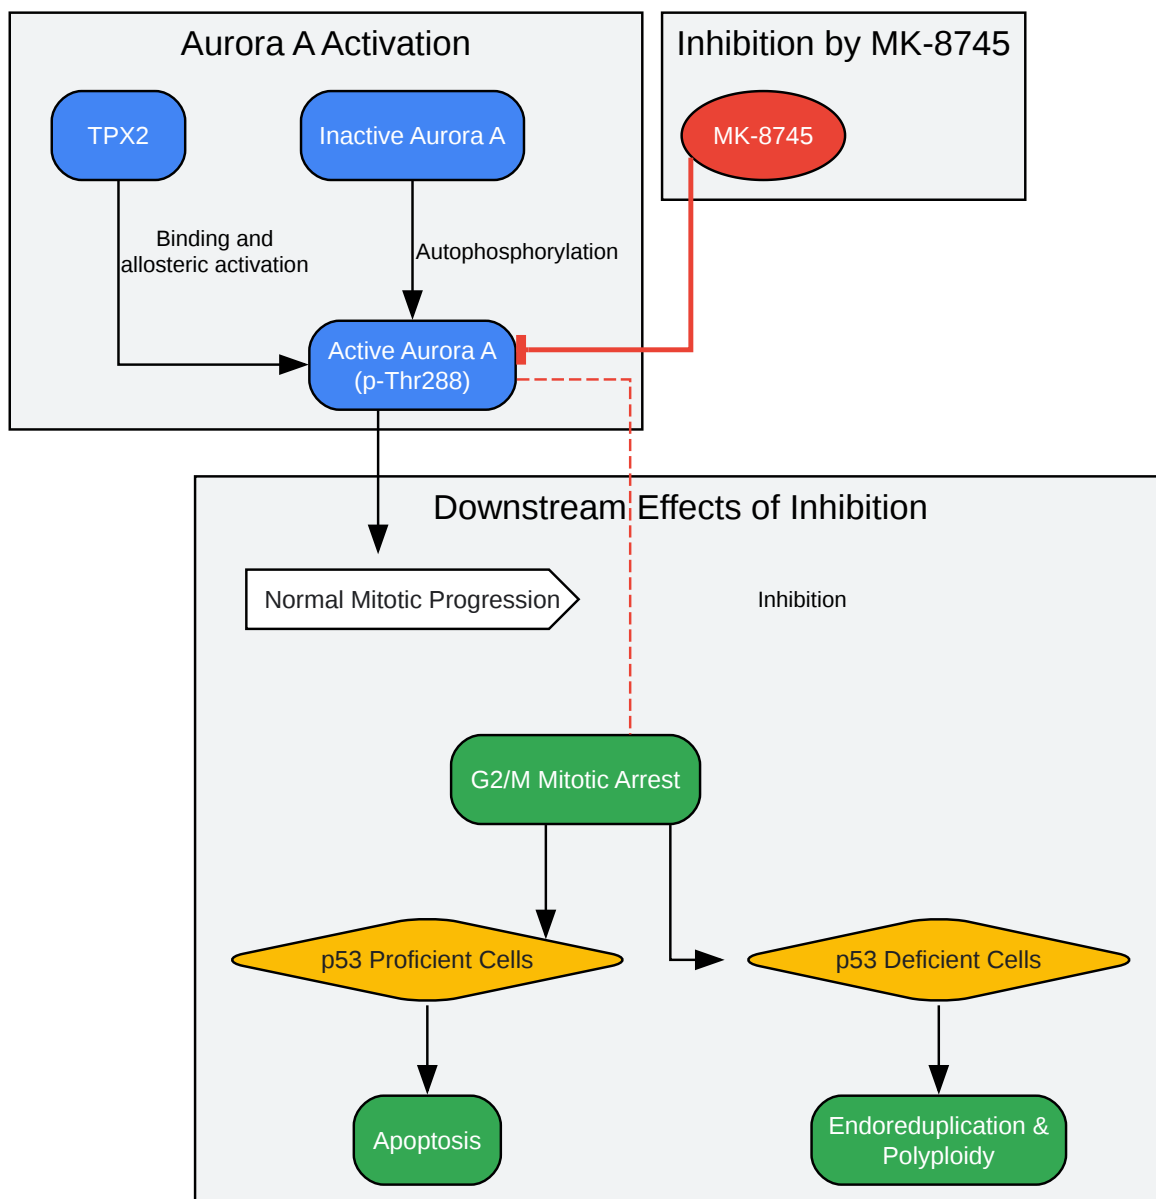 Aurora A Activation
Inhibition by MK-8745
TPX2
Inactive Aurora A
MK-8745
Binding and
allosteric activation
Autophosphorylation
Active Aurora A
(p-Thr288)
Downstream Effects of Inhibition
Normal Mitotic Progression
Inhibition
G2/M Mitotic Arrest
p53 Proficient Cells
p53 Deficient Cells
Apoptosis
Endoreduplication &
Polyploidy